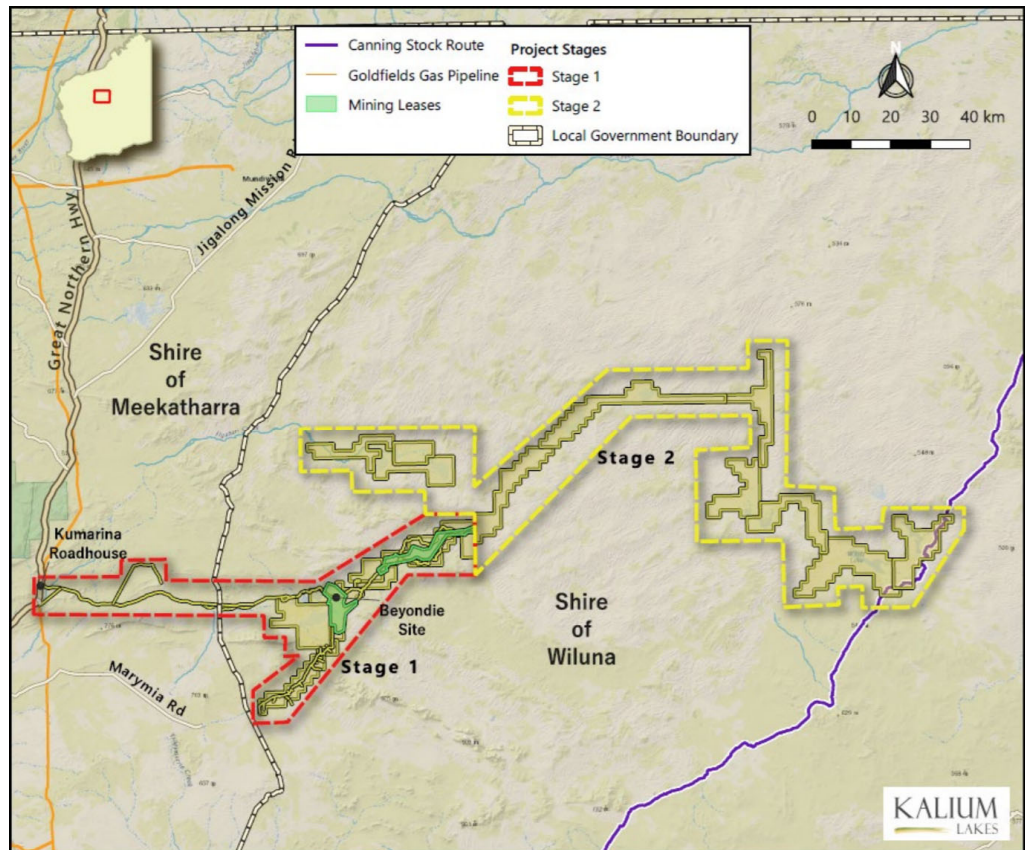 Canning Stock Route
Goldfields Gas Pipeline
Mining Leases
Project Stages
Stage 1
Stage 2
Local Government Boundary
N
0 10 20 30 40 km
Great Northern Hwy
Jigalong Mission R
Shire
of
Meekatharra
Stage 2
Kumarina
Roadhouse
Beyondie
Site
Shire
of
Wiluna
Stage 1
Marymia Rd
KALIUM
LAKES